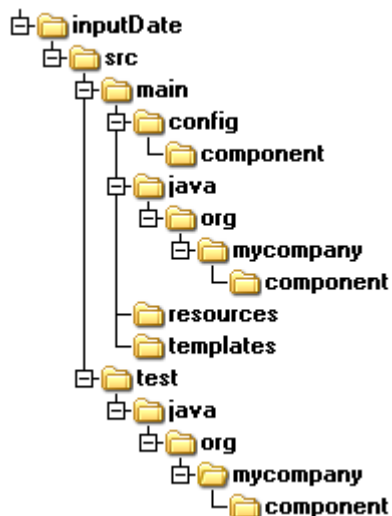 inputDate
src
main
config
component
java
org
mycompany
component
resources
templates
test
java
org
mycompany
component